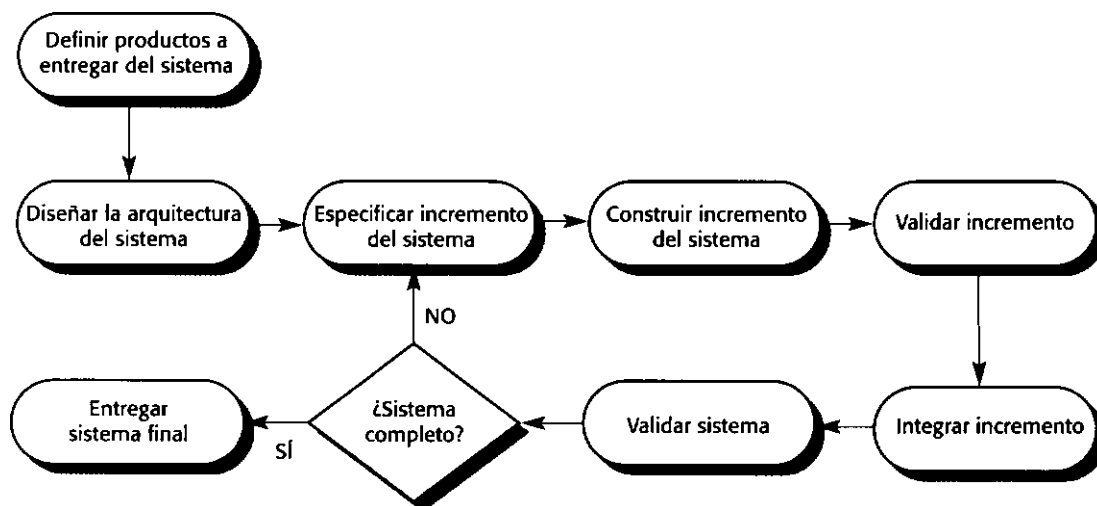 Definir productos a
entregar del sistema
Diseñar la arquitectura
del sistema
Especificar incremento
del sistema
Construir incremento
del sistema
Validar incremento
NO
Entregar
sistema final
SÍ
¿Sistema
completo?
Validar sistema
Integrar incremento